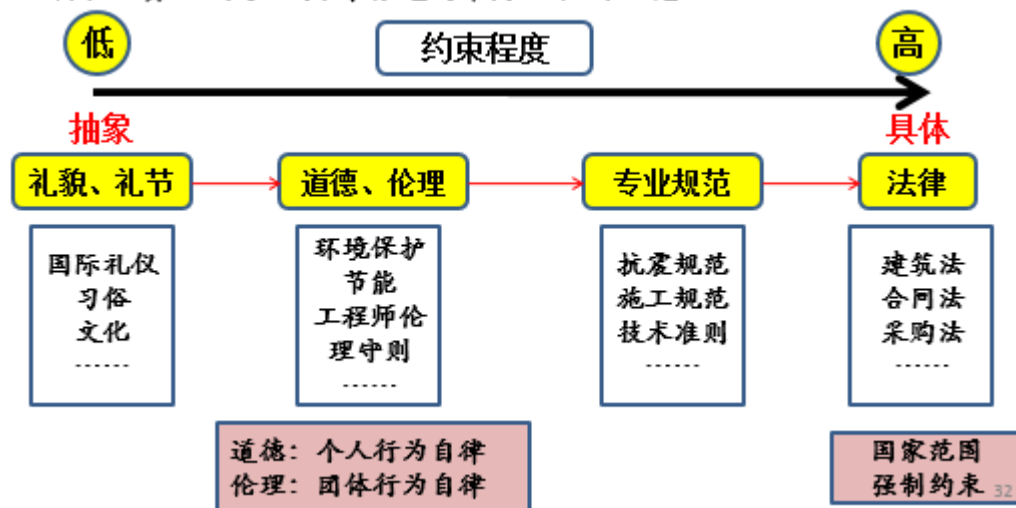 低
约束程度
高
抽象
具体
礼貌、礼节
道德、伦理
专业规范
法律
国际礼仪
习俗
文化
······
环境保护
节能
工程师伦
理守则
······
抗震规范
施工规范
技术准则
······
建筑法
合同法
采购法
······
道德：个人行为自律
伦理：团体行为自律
国家范围
强制约束
32